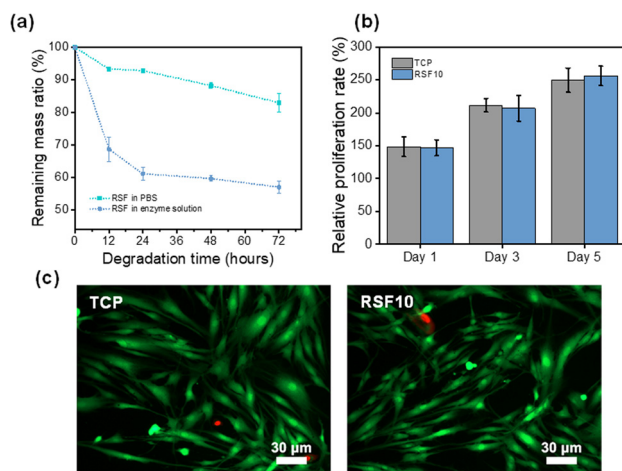 (a)
Remaining mass ratio (%)
100
90
80
70
60
50
RSF in PBS
RSF in enzyme solution
0 12 24 36 48 60 72
Degradation time (hours)
(b)
Relative proliferation rate (%)
300
250
200
150
100
50
0
TCP
RSF10
Day 1 Day 3 Day 5
(c)
TCP
30 µm
RSF10
30 µm